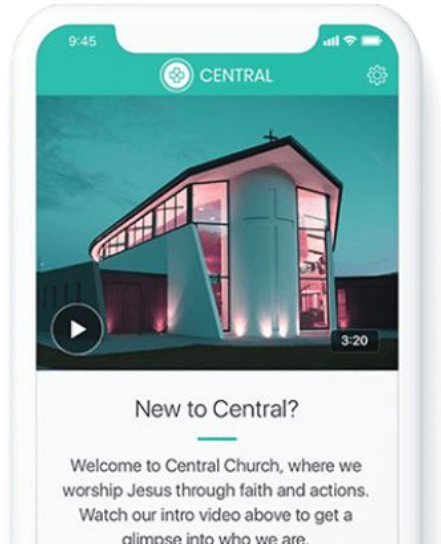 9:45
CENTRAL
3:20
New to Central?
Welcome to Central Church, where we
worship Jesus through faith and actions.
Watch our intro video above to get a
glimpse into who we are.